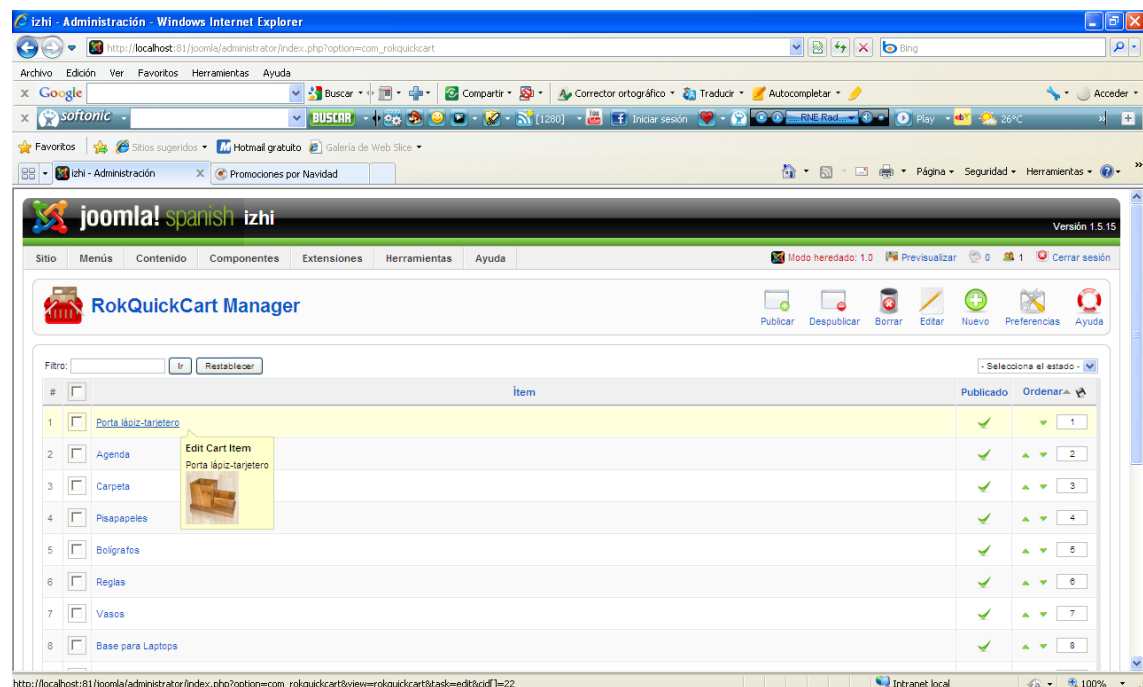 izhi - Administración - Windows Internet Explorer
http://localhost:81/joomla/administrator/index.php?option=com_rokquickcart
Bing
Archivo Edición Ver Favoritos Herramientas Ayuda
Google Buscar Compartir Corrector ortográfico Traducir Autocompletar Acceder
softonic BUSCAR [1280] Iniciar sesión RNE Rad... Play 26°C
Favoritos Sitios sugeridos Hotmail gratuito Galería de Web Slice
izhi - Administración Promociones por Navidad Página Seguridad Herramientas
joomla! spanish izhi
Versión 1.5.15
Sitio Menús Contenido Componentes Extensiones Herramientas Ayuda Modo heredado: 1.0 Previsualizar 0 1 Cerrar sesión
RokQuickCart Manager
Publicar Despublicar Borrar Editar Nuevo Preferencias Ayuda
Filtro: Ir Restablecer - Selecciona el estado -
# Ítem Publicado Ordenar
1 Porta lápiz-tarjetero 1
Edit Cart Item
Porta lápiz-tarjetero
2 Agenda 2
3 Carpeta 3
4 Pisapapeles 4
5 Bolígrafos 5
6 Reglas 6
7 Vasos 7
8 Base para Laptops 8
http://localhost:81/joomla/administrator/index.php?option=com_rokquickcart&view=rokquickcart&task=edit&cid[]=22 Intranet local 100%